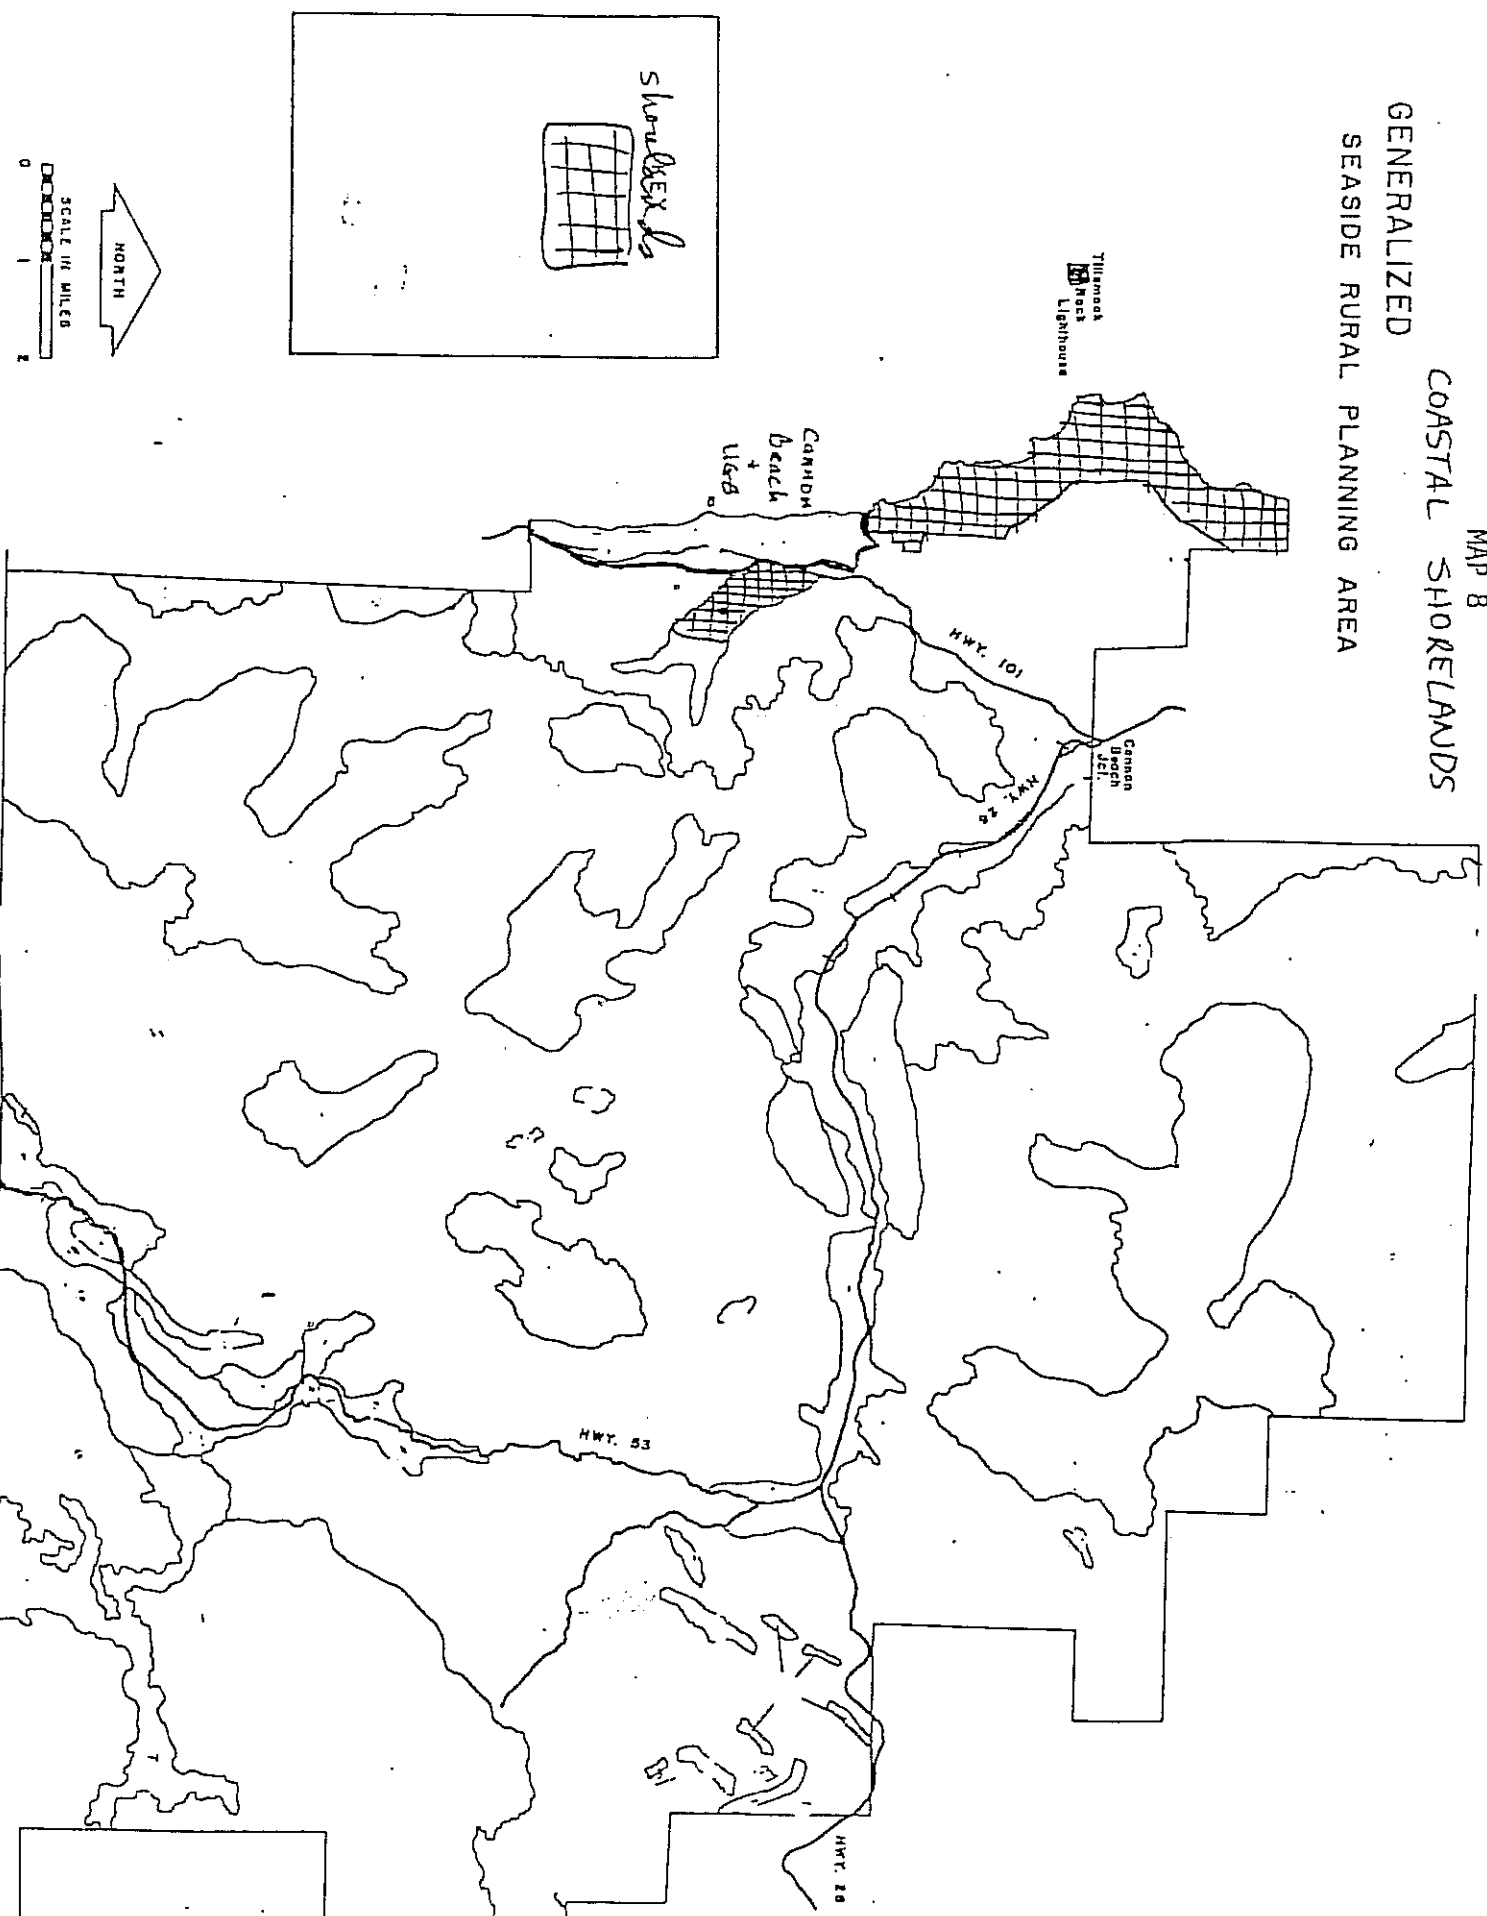 MAP B
COASTAL SHORELANDS
GENERALIZED
SEASIDE RURAL PLANNING AREA
Tillamook
Rock
Lighthouse
Cannon
Beach
+
UGB
HWY. 101
Cannon
Beach
Jct.
HWY. 26
HWY. 53
HWY. 26
KEY
shorelands
NORTH
SCALE IN MILES
0 1 2
T